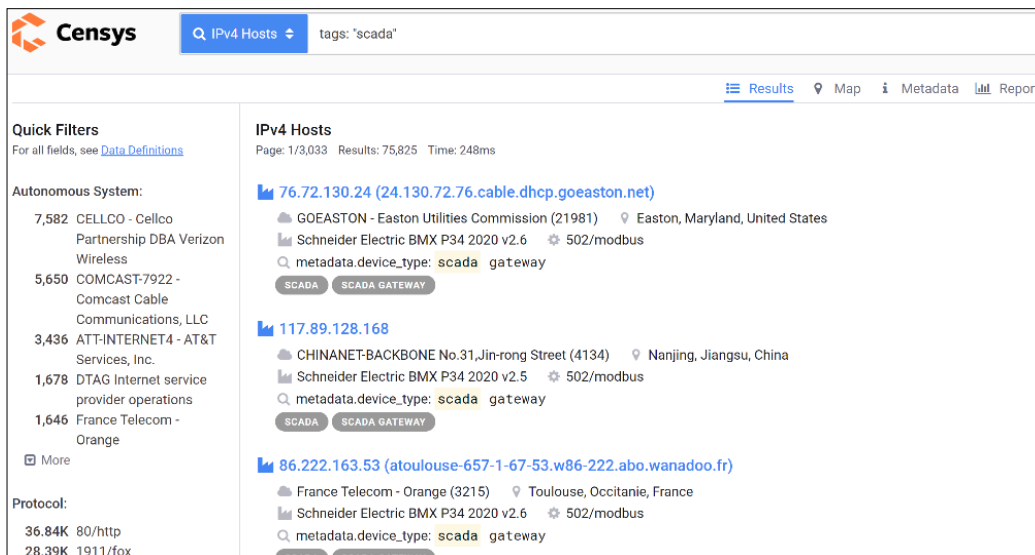 Censys
IPv4 Hosts
tags: "scada"
Results Map Metadata Repor
Quick Filters
For all fields, see Data Definitions
Autonomous System:
7,582 CELLCO - Cellco
Partnership DBA Verizon
Wireless
5,650 COMCAST-7922 -
Comcast Cable
Communications, LLC
3,436 ATT-INTERNET4 - AT&T
Services, Inc.
1,678 DTAG Internet service
provider operations
1,646 France Telecom -
Orange
More
Protocol:
36.84K 80/http
28.39K 1911/fox
IPv4 Hosts
Page: 1/3,033 Results: 75,825 Time: 248ms
76.72.130.24 (24.130.72.76.cable.dhcp.goeaston.net)
GOEASTON - Easton Utilities Commission (21981) Easton, Maryland, United States
Schneider Electric BMX P34 2020 v2.6 502/modbus
metadata.device_type: scada gateway
SCADA SCADA GATEWAY
117.89.128.168
CHINANET-BACKBONE No.31,Jin-rong Street (4134) Nanjing, Jiangsu, China
Schneider Electric BMX P34 2020 v2.5 502/modbus
metadata.device_type: scada gateway
SCADA SCADA GATEWAY
86.222.163.53 (atoulouse-657-1-67-53.w86-222.abo.wanadoo.fr)
France Telecom - Orange (3215) Toulouse, Occitanie, France
Schneider Electric BMX P34 2020 v2.6 502/modbus
metadata.device_type: scada gateway